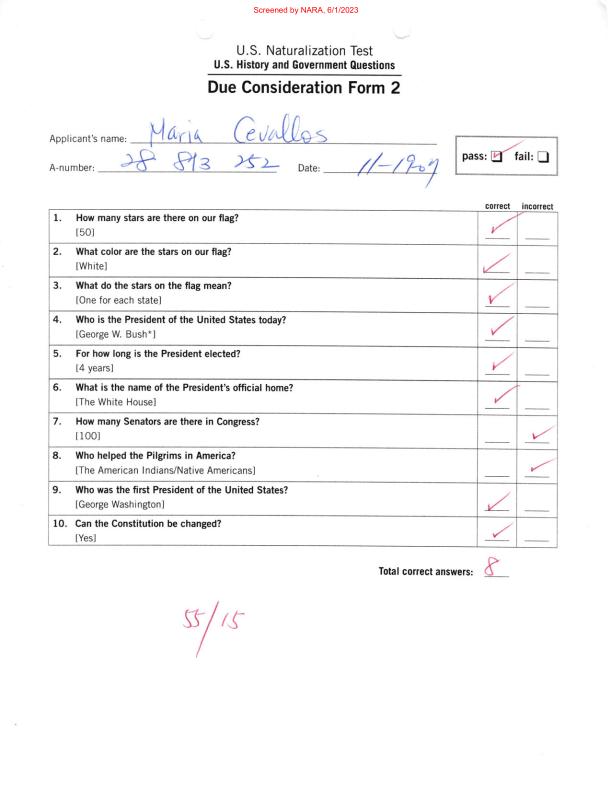 Screened by NARA, 6/1/2023
U.S. Naturalization Test
U.S. History and Government Questions
Due Consideration Form 2
Applicant's name: Maria Cevallos
A-number: 28 813 252 Date: 11-19-07
pass: ✓ fail:
correct incorrect
1. How many stars are there on our flag? ✓
[50]
2. What color are the stars on our flag? ✓
[White]
3. What do the stars on the flag mean? ✓
[One for each state]
4. Who is the President of the United States today? ✓
[George W. Bush*]
5. For how long is the President elected? ✓
[4 years]
6. What is the name of the President's official home? ✓
[The White House]
7. How many Senators are there in Congress? ✓
[100]
8. Who helped the Pilgrims in America? ✓
[The American Indians/Native Americans]
9. Who was the first President of the United States? ✓
[George Washington]
10. Can the Constitution be changed? ✓
[Yes]
Total correct answers: 8
55/15